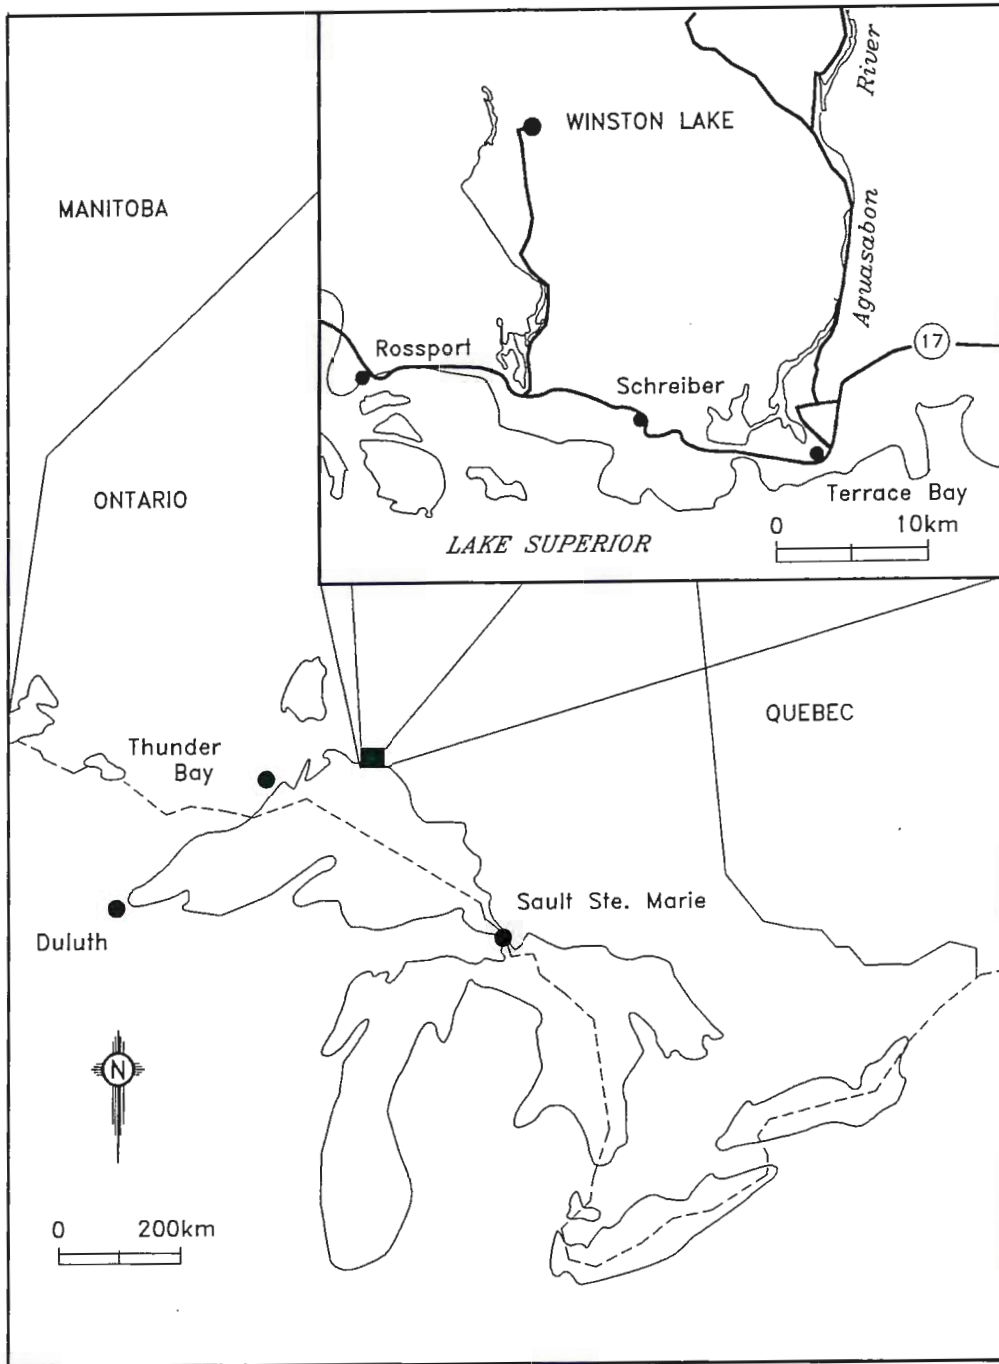 River
WINSTON LAKE
MANITOBA
Aguasabon
17
Rossport
Schreiber
ONTARIO
Terrace Bay
0 10km
LAKE SUPERIOR
QUEBEC
Thunder
Bay
Sault Ste. Marie
Duluth
N
0 200km